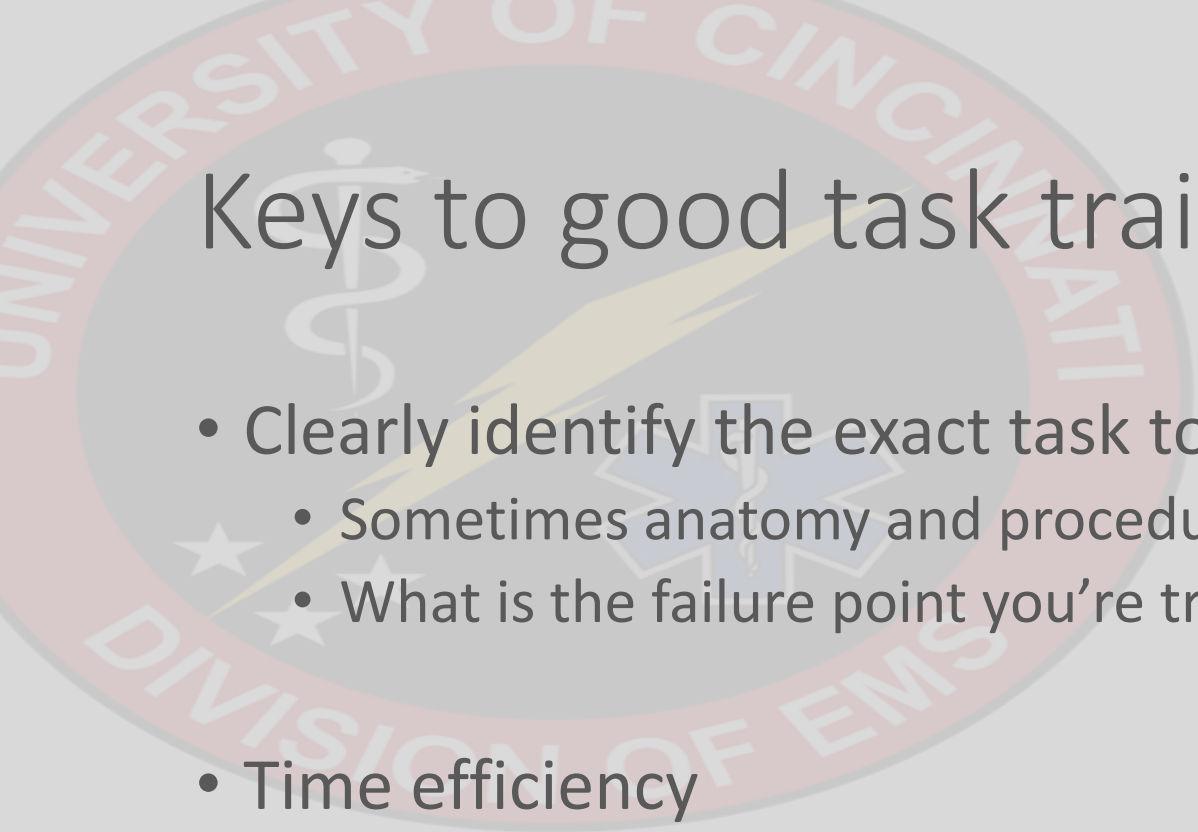 UNIVERSITY OF CINCINNATI
Keys to good task trai
• Clearly identify the exact task to
• Sometimes anatomy and procedu
• What is the failure point you’re tr
• Time efficiency
DIVISION OF EMS